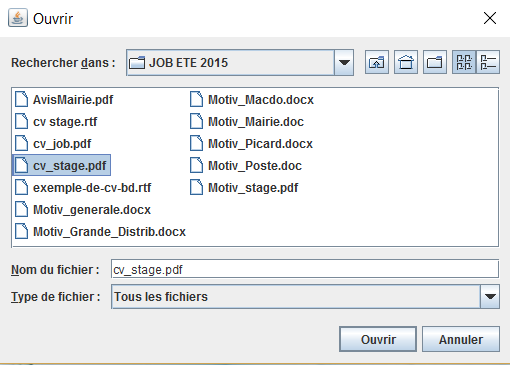 Ouvrir
Rechercher dans : JOB ETE 2015
AvisMairie.pdf
cv stage.rtf
cv_job.pdf
cv_stage.pdf
exemple-de-cv-bd.rtf
Motiv_generale.docx
Motiv_Grande_Distrib.docx
Motiv_Macdo.docx
Motiv_Mairie.doc
Motiv_Picard.docx
Motiv_Poste.doc
Motiv_stage.pdf
Nom du fichier : cv_stage.pdf
Type de fichier : Tous les fichiers
Ouvrir Annuler